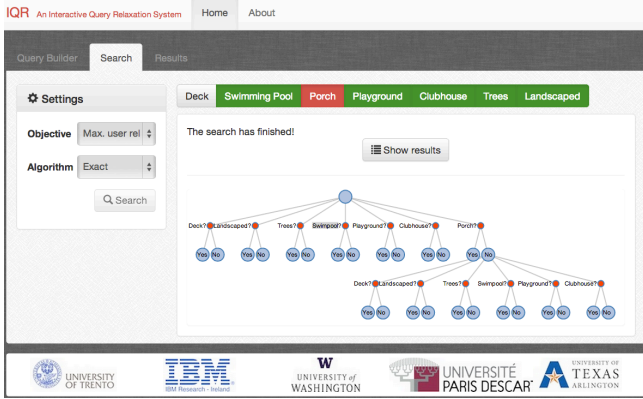 IQR An Interactive Query Relaxation System Home About
Query Builder Search Results
Settings
Deck Swimming Pool Porch Playground Clubhouse Trees Landscaped
Objective Max. user rel
The search has finished!
Show results
Algorithm Exact
Search
Deck? Landscaped? Trees? Swimpool? Playground? Clubhouse? Porch?
Yes No Yes No Yes No Yes No Yes No Yes No Yes No
Deck? Landscaped? Trees? Swimpool? Playground? Clubhouse?
Yes No Yes No Yes No Yes No Yes No Yes No
UNIVERSITY
OF TRENTO
IBM
IBM Research - Ireland
W
UNIVERSITY of
WASHINGTON
UNIVERSITÉ
PARIS DESCAR
A
UNIVERSITY OF
TEXAS
ARLINGTON